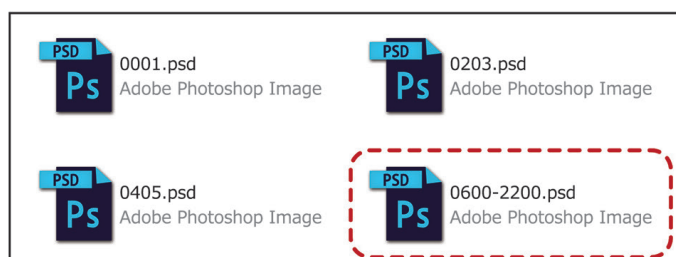 PSD
Ps
0001.psd
Adobe Photoshop Image
PSD
Ps
0203.psd
Adobe Photoshop Image
PSD
Ps
0405.psd
Adobe Photoshop Image
PSD
Ps
0600-2200.psd
Adobe Photoshop Image